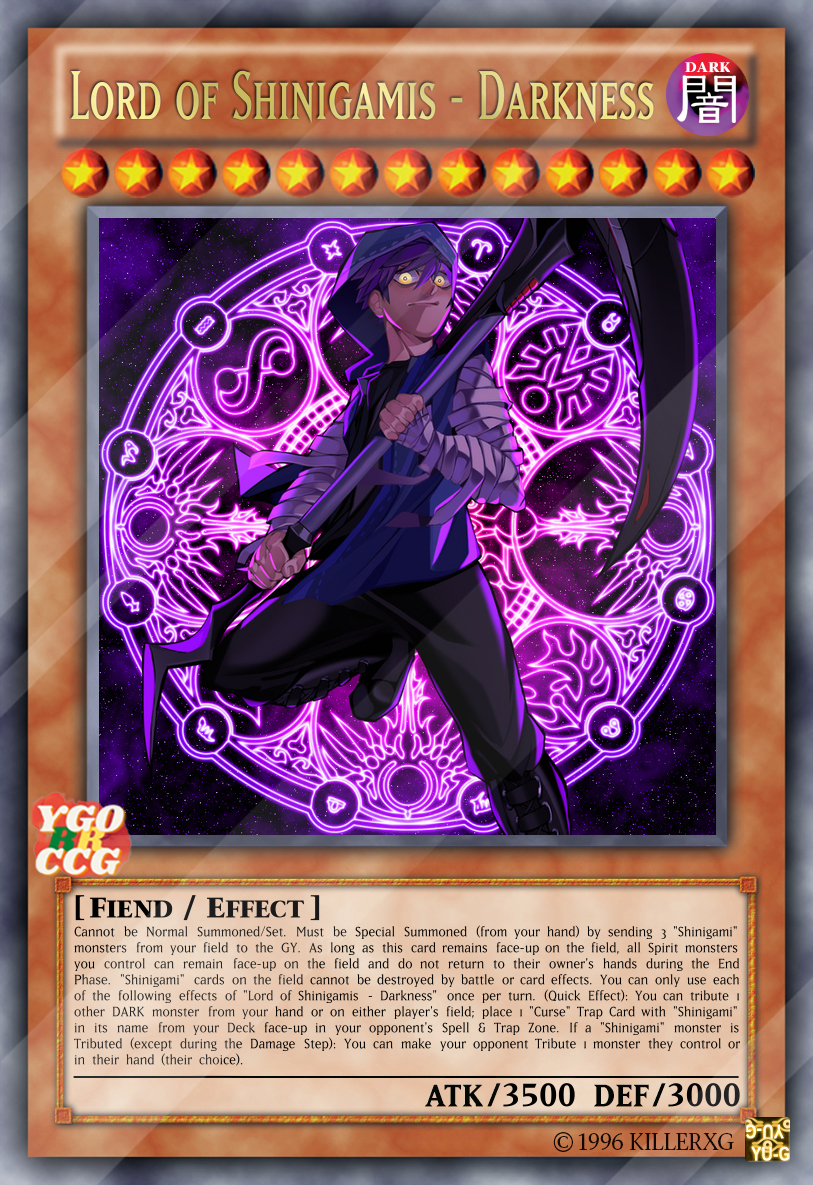 Lord of Shinigamis - Darkness
DARK
闇
YGO
RR
CCG
[ Fiend / Effect ]
Cannot be Normal Summoned/Set. Must be Special Summoned (from your hand) by sending 3 "Shinigami"
monsters from your field to the GY. As long as this card remains face-up on the field, all Spirit monsters
you control can remain face-up on the field and do not return to their owner's hands during the End
Phase. "Shinigami" cards on the field cannot be destroyed by battle or card effects. You can only use each
of the following effects of "Lord of Shinigamis - Darkness" once per turn. (Quick Effect): You can tribute 1
other DARK monster from your hand or on either player's field; place 1 "Curse" Trap Card with "Shinigami"
in its name from your Deck face-up in your opponent's Spell & Trap Zone. If a "Shinigami" monster is
Tributed (except during the Damage Step): You can make your opponent Tribute 1 monster they control or
in their hand (their choice).
ATK/3500 DEF/3000
© 1996 KILLERXG
YU-G